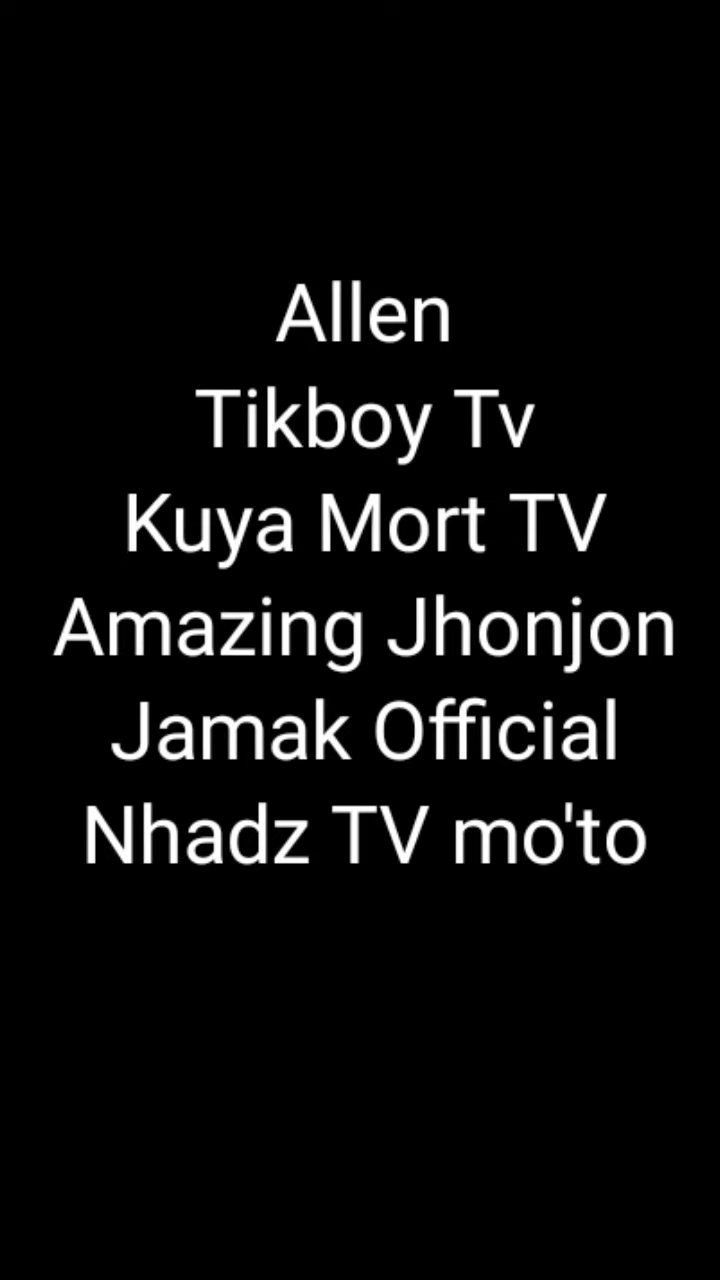 Allen
Tikboy Tv
Kuya Mort TV
Amazing Jhonjon
Jamak Official
Nhadz TV mo'to